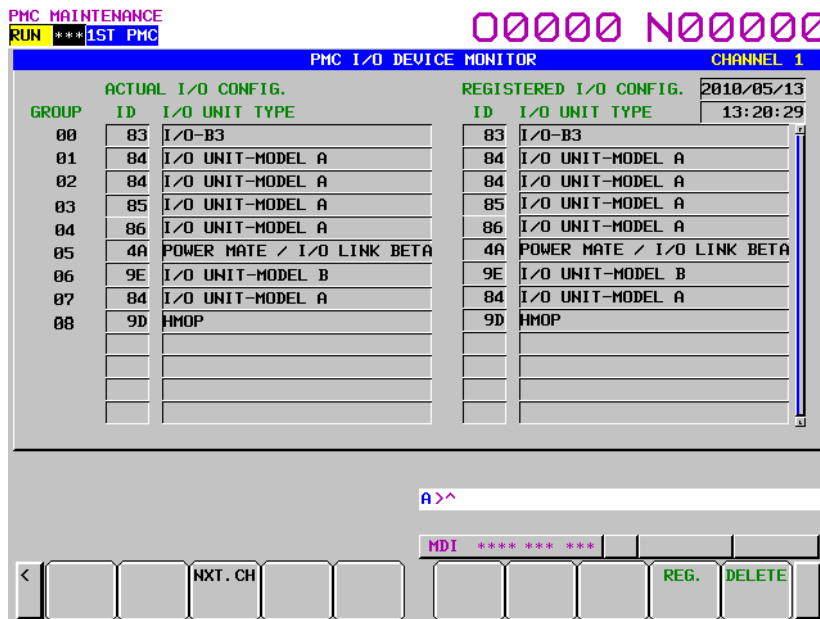 PMC MAINTENANCE
RUN *** 1ST PMC O0000 N00000
PMC I/O DEVICE MONITOR CHANNEL 1
ACTUAL I/O CONFIG. REGISTERED I/O CONFIG. 2010/05/13
GROUP ID I/O UNIT TYPE ID I/O UNIT TYPE 13:20:29
00 83 I/O-B3 83 I/O-B3
01 84 I/O UNIT-MODEL A 84 I/O UNIT-MODEL A
02 84 I/O UNIT-MODEL A 84 I/O UNIT-MODEL A
03 85 I/O UNIT-MODEL A 85 I/O UNIT-MODEL A
04 86 I/O UNIT-MODEL A 86 I/O UNIT-MODEL A
05 4A POWER MATE / I/O LINK BETA 4A POWER MATE / I/O LINK BETA
06 9E I/O UNIT-MODEL B 9E I/O UNIT-MODEL B
07 84 I/O UNIT-MODEL A 84 I/O UNIT-MODEL A
08 9D HMOP 9D HMOP
A>^
MDI **** *** ***
< NXT.CH REG. DELETE